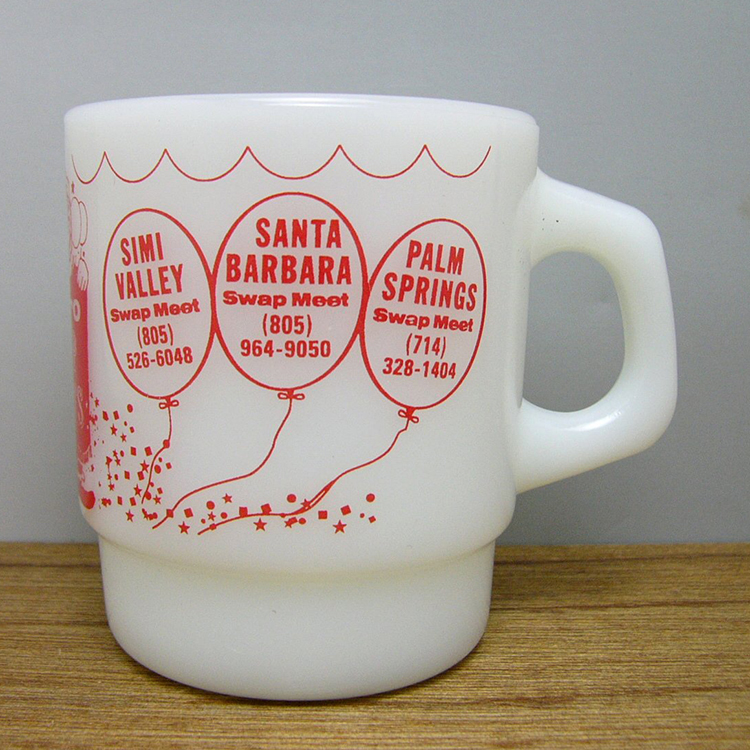 SIMI
VALLEY
Swap Meet
(805)
526-6048
SANTA
BARBARA
Swap Meet
(805)
964-9050
PALM
SPRINGS
Swap Meet
(714)
328-1404